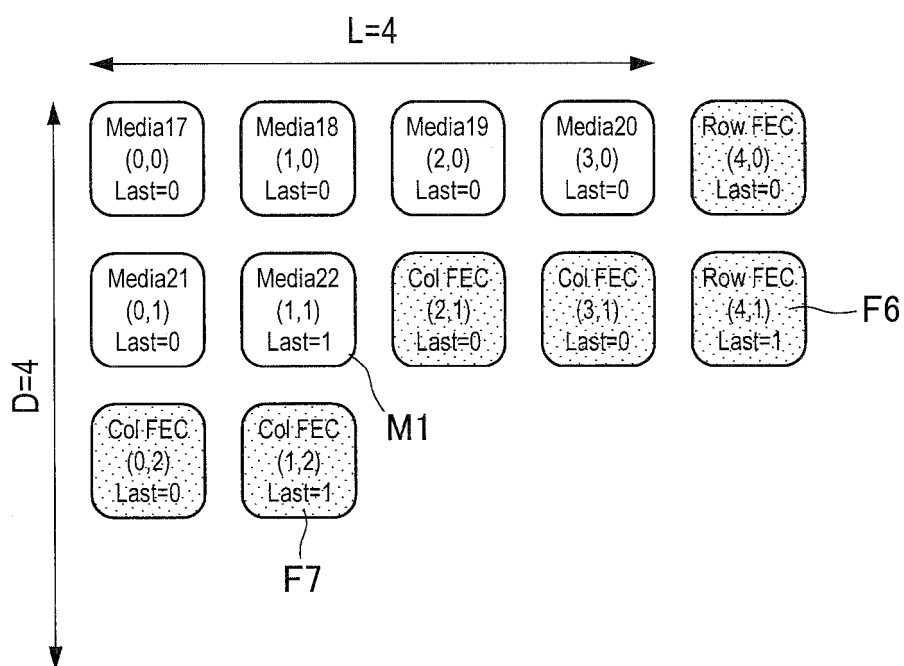 L=4
D=4
Media17
(0,0)
Last=0
Media18
(1,0)
Last=0
Media19
(2,0)
Last=0
Media20
(3,0)
Last=0
Row FEC
(4,0)
Last=0
Media21
(0,1)
Last=0
Media22
(1,1)
Last=1
Col FEC
(2,1)
Last=0
Col FEC
(3,1)
Last=0
Row FEC
(4,1)
Last=1
F6
M1
Col FEC
(0,2)
Last=0
Col FEC
(1,2)
Last=1
F7